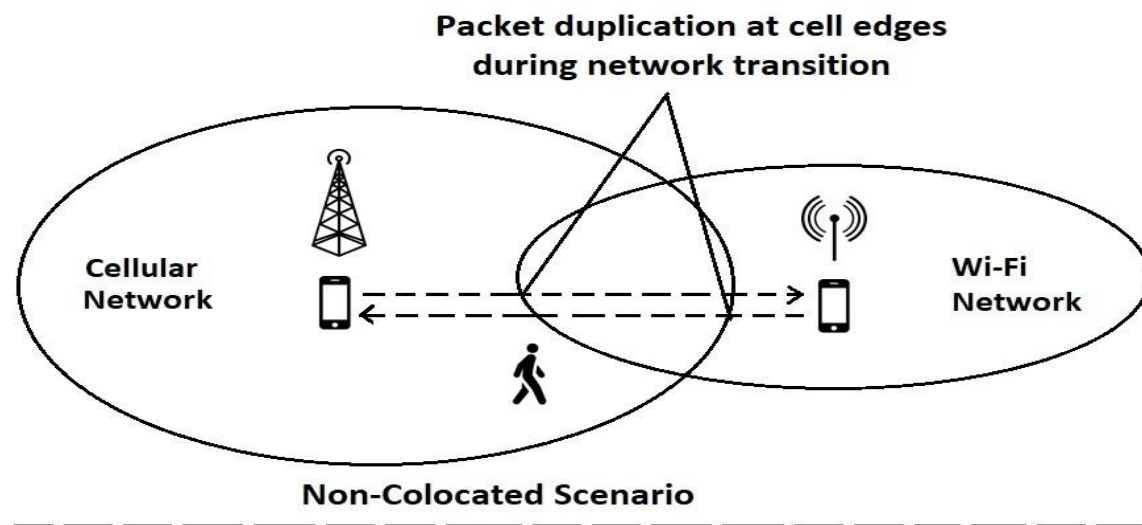 Packet duplication at cell edges
during network transition
Cellular
Network
Wi-Fi
Network
Non-Colocated Scenario